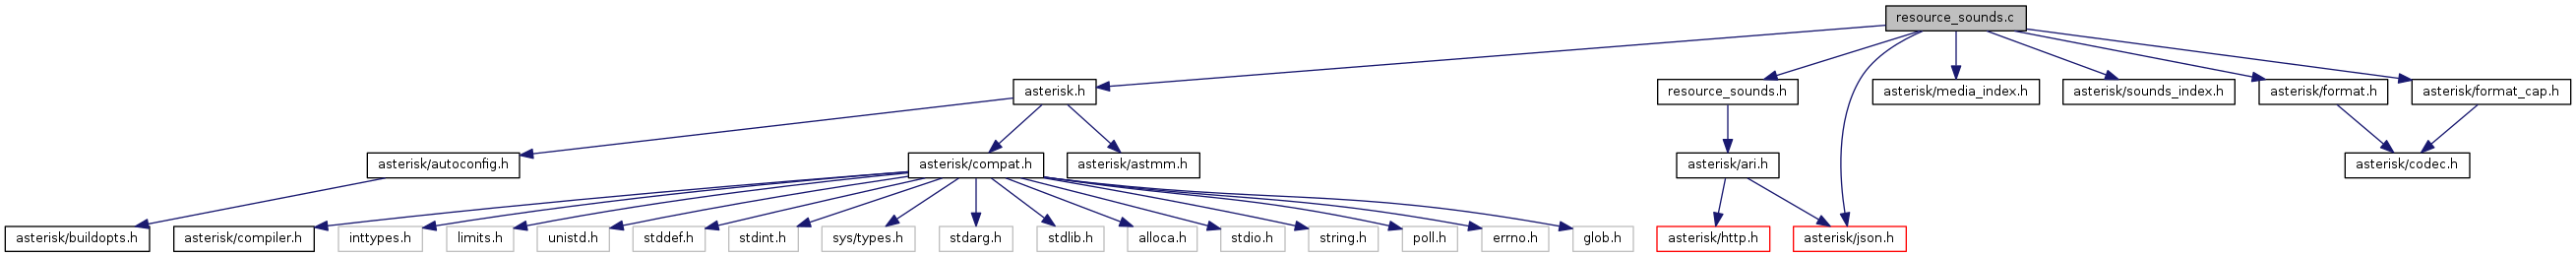 resource_sounds.c
asterisk.h
resource_sounds.h
asterisk/media_index.h
asterisk/sounds_index.h
asterisk/format.h
asterisk/format_cap.h
asterisk/autoconfig.h
asterisk/compat.h
asterisk/astmm.h
asterisk/ari.h
asterisk/codec.h
asterisk/buildopts.h
asterisk/compiler.h
inttypes.h
limits.h
unistd.h
stddef.h
stdint.h
sys/types.h
stdarg.h
stdlib.h
alloca.h
stdio.h
string.h
poll.h
errno.h
glob.h
asterisk/http.h
asterisk/json.h